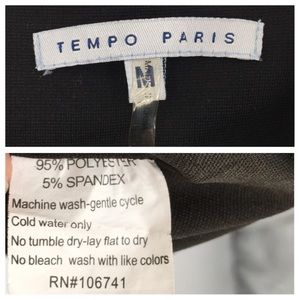 TEMPO PARIS
M
95% POLYESTER
5% SPANDEX
Machine wash-gentle cycle
Cold water only
No tumble dry-lay flat to dry
No bleach wash with like colors
RN#106741